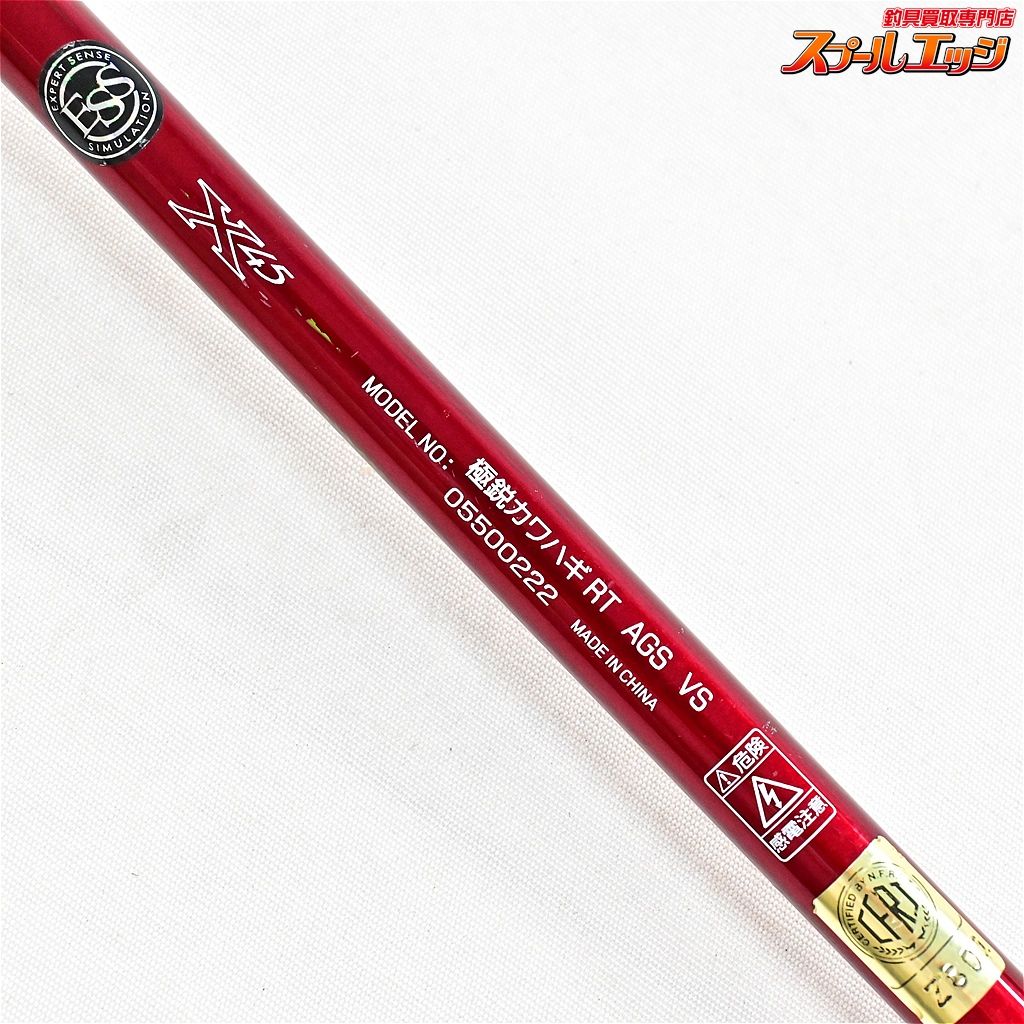 釣具買取専門店
スプールエッジ
EXPERT SENSE
ESS
SIMULATION
X45
MODEL NO: 極鋭カワハギ RT AGS VS
05500222
MADE IN CHINA
危険
感電注意
CERTIFIED BY N.F.R
CFRP